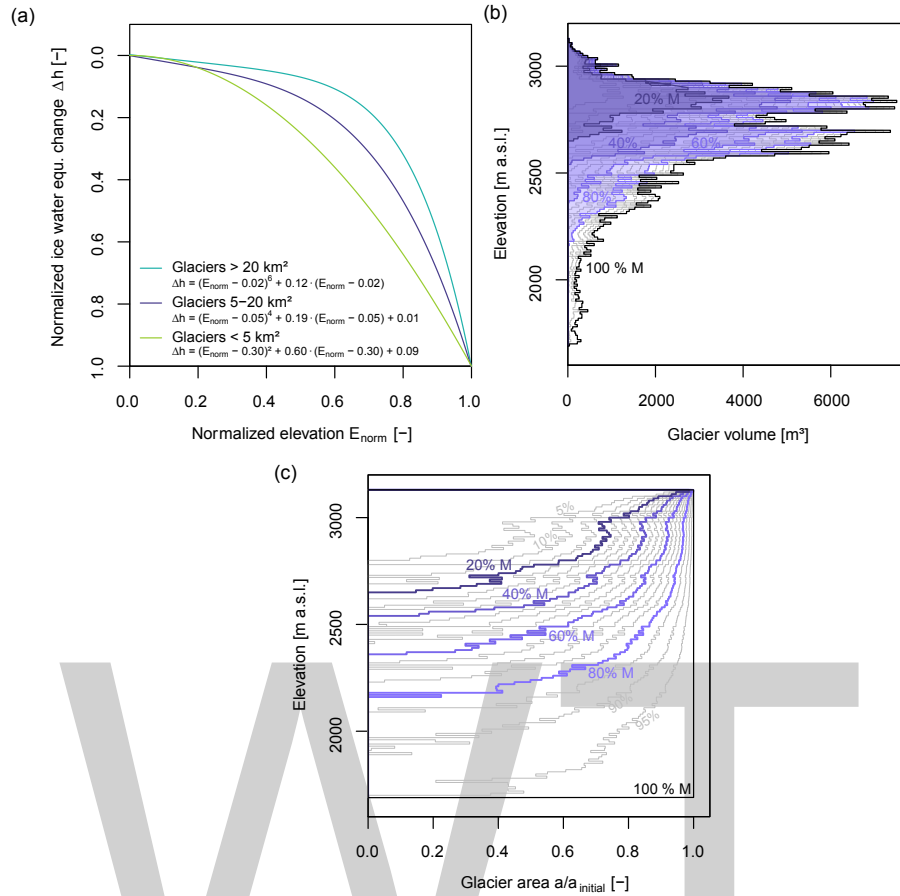 (a)
Normalized ice water equ. change Δh [−]
0.0
0.2
0.4
0.6
0.8
1.0
Glaciers > 20 km²
Δh = (E_norm − 0.02)⁶ + 0.12 · (E_norm − 0.02)
Glaciers 5−20 km²
Δh = (E_norm − 0.05)⁴ + 0.19 · (E_norm − 0.05) + 0.01
Glaciers < 5 km²
Δh = (E_norm − 0.30)² + 0.60 · (E_norm − 0.30) + 0.09
0.0 0.2 0.4 0.6 0.8 1.0
Normalized elevation E_norm [−]
(b)
Elevation [m a.s.l.]
3000
2500
2000
20% M
40%
60%
80%
100 % M
0 2000 4000 6000
Glacier volume [m³]
(c)
Elevation [m a.s.l.]
3000
2500
2000
5%
10%
20% M
40% M
60% M
80% M
90%
95%
100 % M
0.0 0.2 0.4 0.6 0.8 1.0
Glacier area a/a_initial [−]
WT